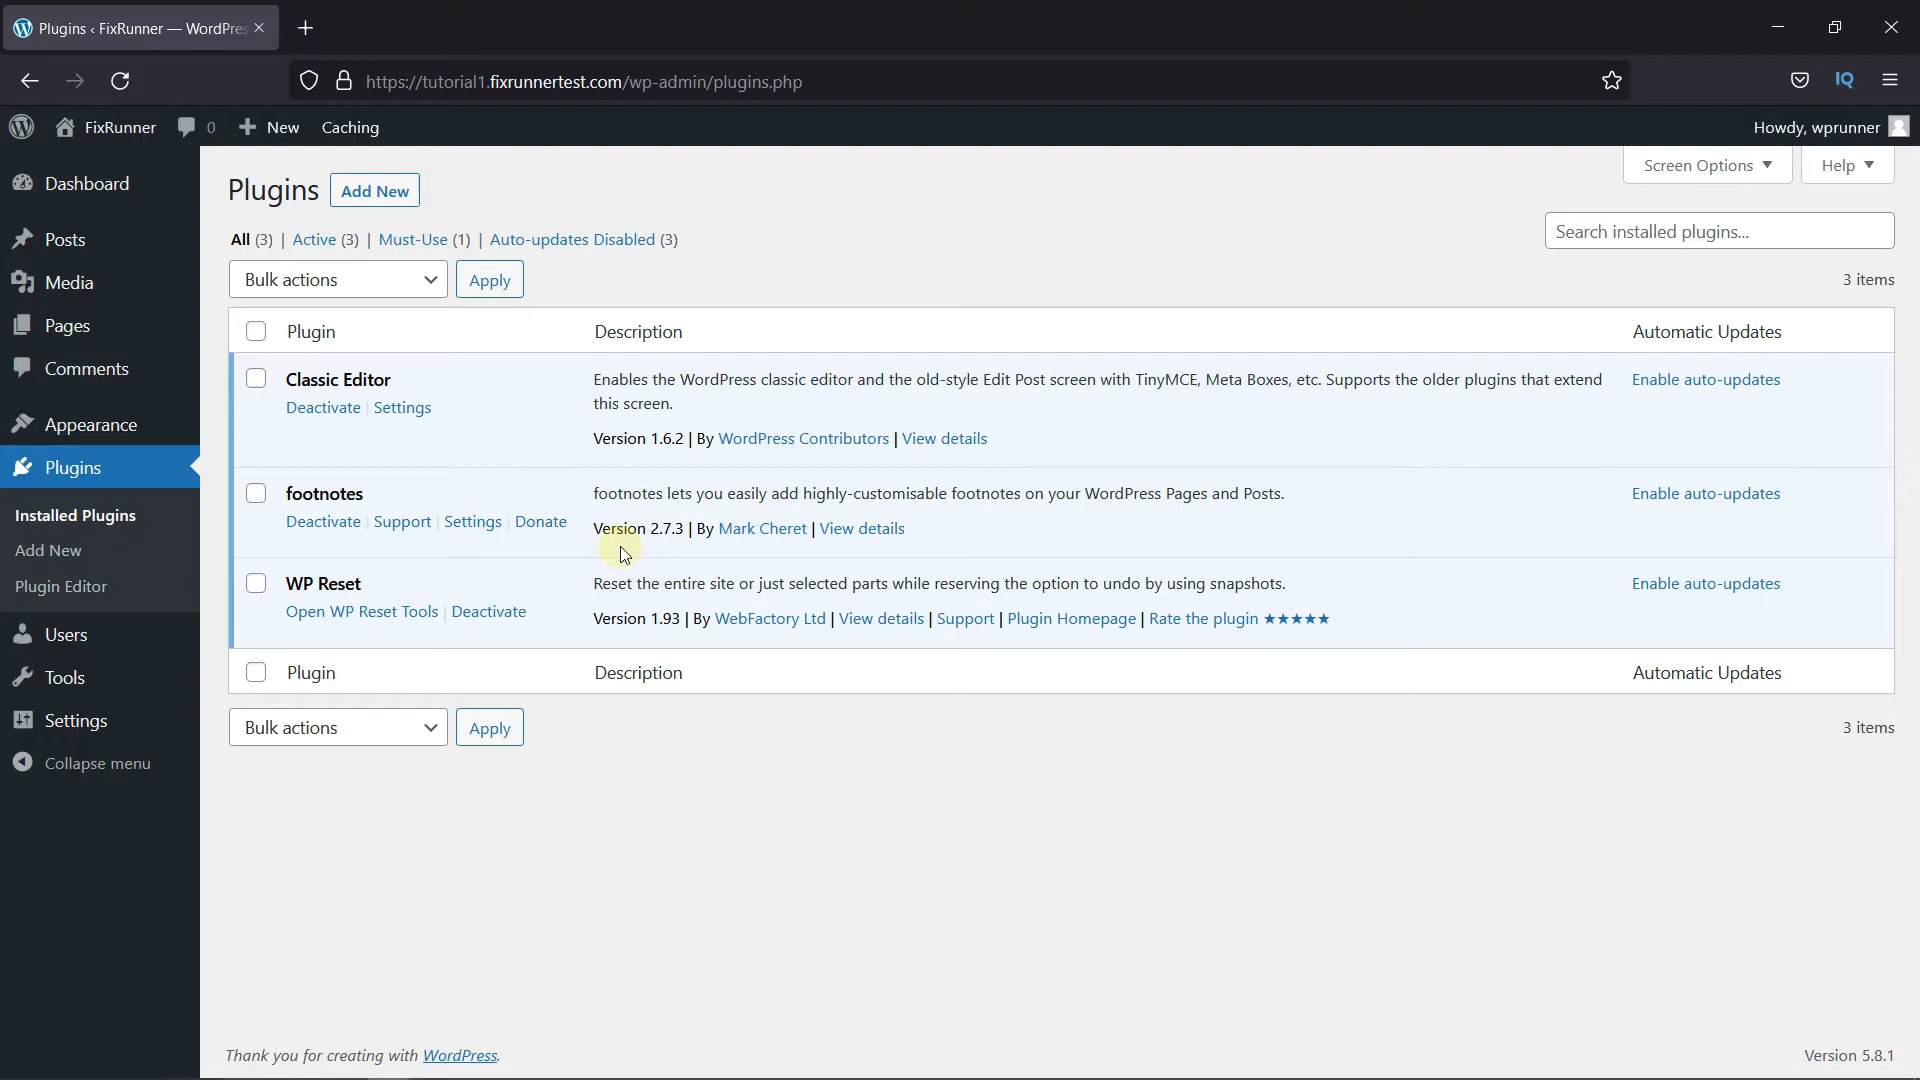 Plugins ‹ FixRunner — WordPres
https://tutorial1.fixrunnertest.com/wp-admin/plugins.php
IQ
FixRunner 0 New Caching Howdy, wprunner
Screen Options Help
Dashboard
Posts
Media
Pages
Comments
Appearance
Plugins
Installed Plugins
Add New
Plugin Editor
Users
Tools
Settings
Collapse menu
Plugins Add New
All (3) | Active (3) | Must-Use (1) | Auto-updates Disabled (3)
Search installed plugins...
Bulk actions Apply 3 items
Plugin Description Automatic Updates
Classic Editor
Deactivate | Settings
Enables the WordPress classic editor and the old-style Edit Post screen with TinyMCE, Meta Boxes, etc. Supports the older plugins that extend
this screen.
Version 1.6.2 | By WordPress Contributors | View details
Enable auto-updates
footnotes
Deactivate | Support | Settings | Donate
footnotes lets you easily add highly-customisable footnotes on your WordPress Pages and Posts.
Version 2.7.3 | By Mark Cheret | View details
Enable auto-updates
WP Reset
Open WP Reset Tools | Deactivate
Reset the entire site or just selected parts while reserving the option to undo by using snapshots.
Version 1.93 | By WebFactory Ltd | View details | Support | Plugin Homepage | Rate the plugin ★★★★★
Enable auto-updates
Plugin Description Automatic Updates
Bulk actions Apply 3 items
Thank you for creating with WordPress. Version 5.8.1